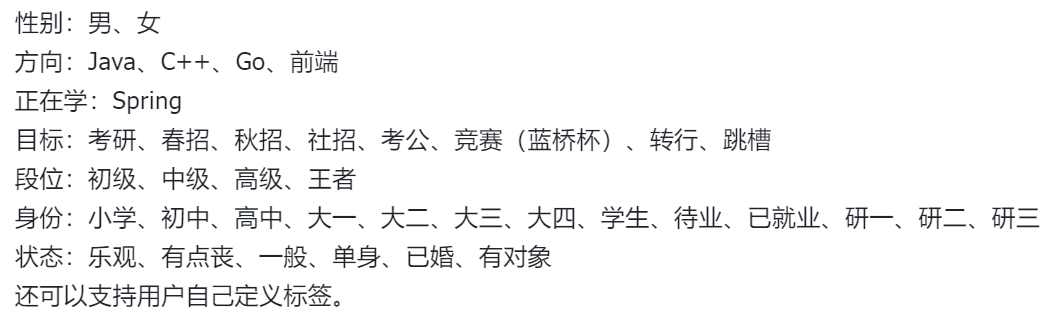 性别：男、女
方向：Java、C++、Go、前端
正在学：Spring
目标：考研、春招、秋招、社招、考公、竞赛（蓝桥杯）、转行、跳槽
段位：初级、中级、高级、王者
身份：小学、初中、高中、大一、大二、大三、大四、学生、待业、已就业、研一、研二、研三
状态：乐观、有点丧、一般、单身、已婚、有对象
还可以支持用户自己定义标签。